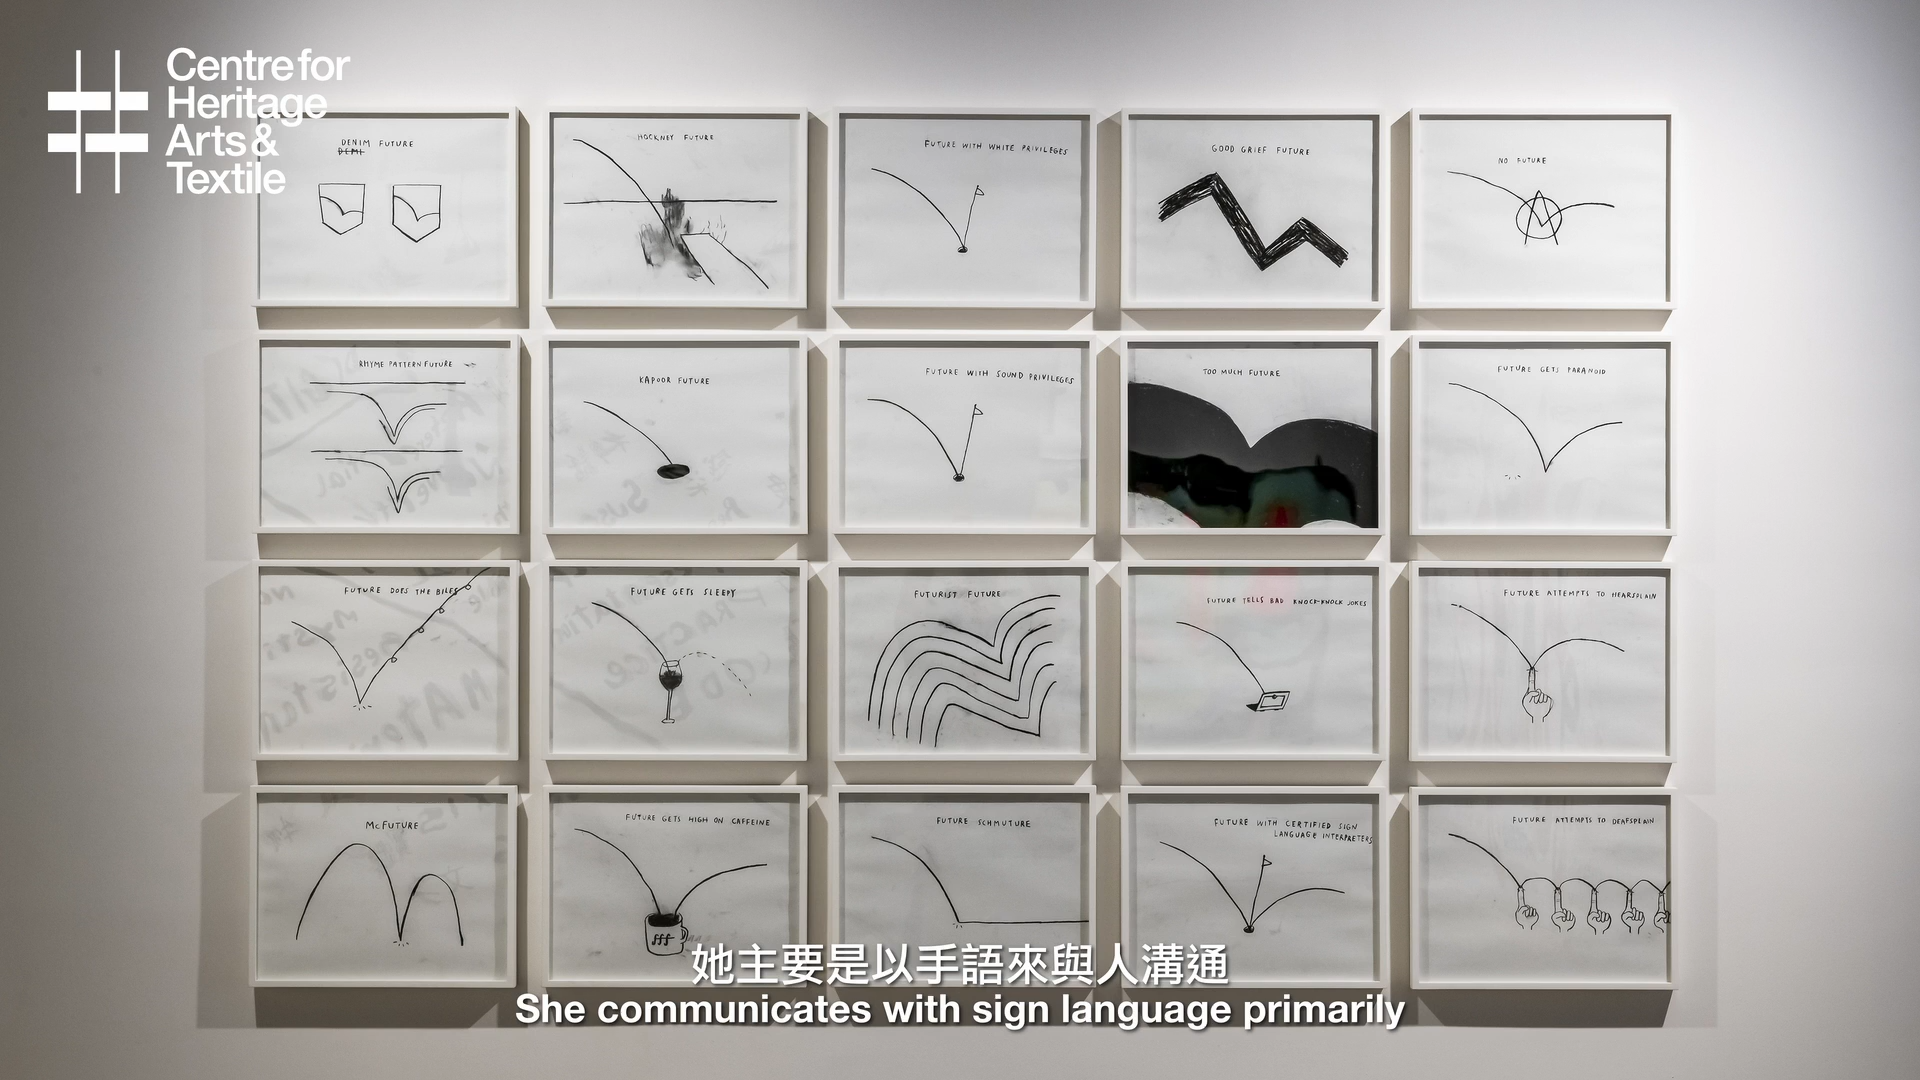 Centre for
Heritage
Arts &
Textile
DENIM FUTURE
DEMI
HOCKNEY FUTURE
FUTURE WITH WHITE PRIVILEGES
GOOD GRIEF FUTURE
NO FUTURE
RHYME PATTERN FUTURE
KAPOOR FUTURE
FUTURE WITH SOUND PRIVILEGES
TOO MUCH FUTURE
FUTURE GETS PARANOID
FUTURE DOES THE BILES
FUTURE GETS SLEEPY
FUTURIST FUTURE
FUTURE TELLS BAD KNOCK-KNOCK JOKES
FUTURE ATTEMPTS TO HEARSPLAIN
McFUTURE
FUTURE GETS HIGH ON CAFFEINE
fff
FUTURE SCHMUTURE
FUTURE WITH CERTIFIED SIGN
LANGUAGE INTERPRETERS
FUTURE ATTEMPTS TO DEAFSPLAIN
她主要是以手語來與人溝通
She communicates with sign language primarily